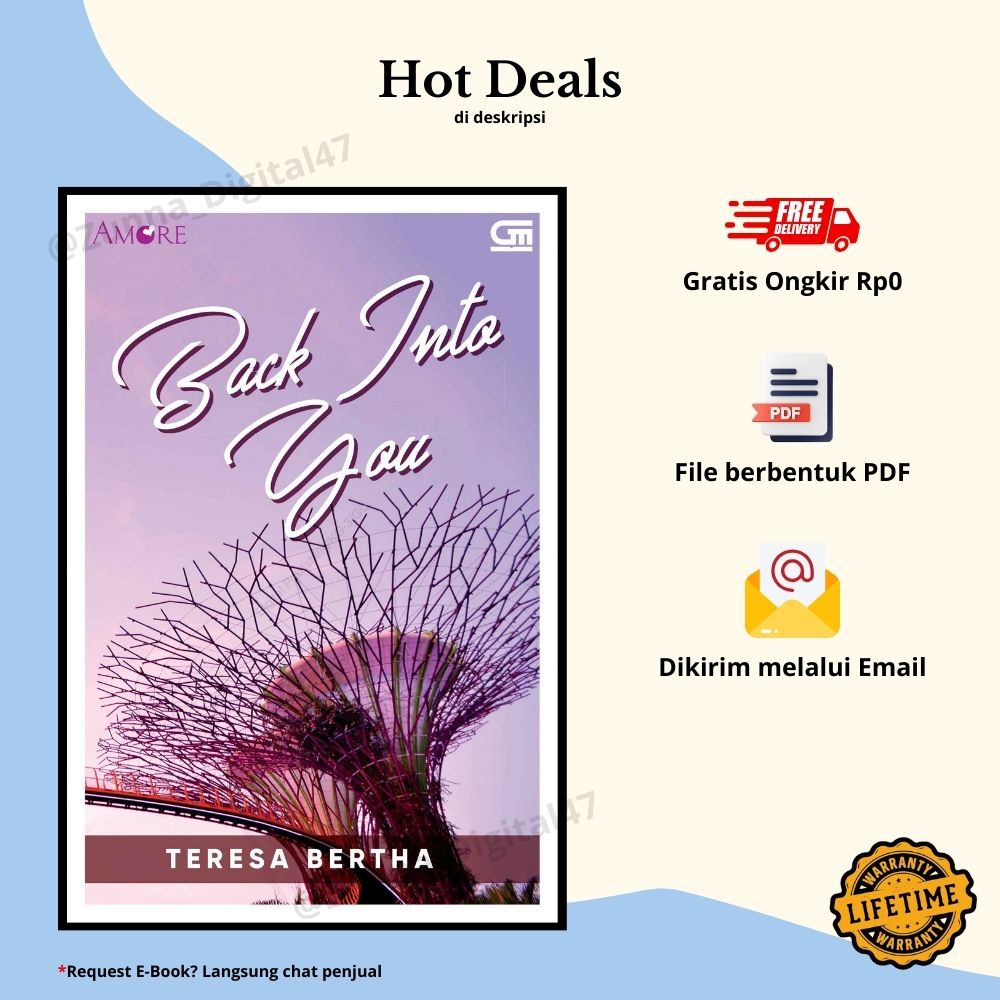 Hot Deals
di deskripsi
@Zunna_Digital47
AMORE
GM
Back Into
You
TERESA BERTHA
FREE
DELIVERY
Gratis Ongkir Rp0
PDF
File berbentuk PDF
@
Dikirim melalui Email
WARRANTY
LIFETIME
WARRANTY
*Request E-Book? Langsung chat penjual